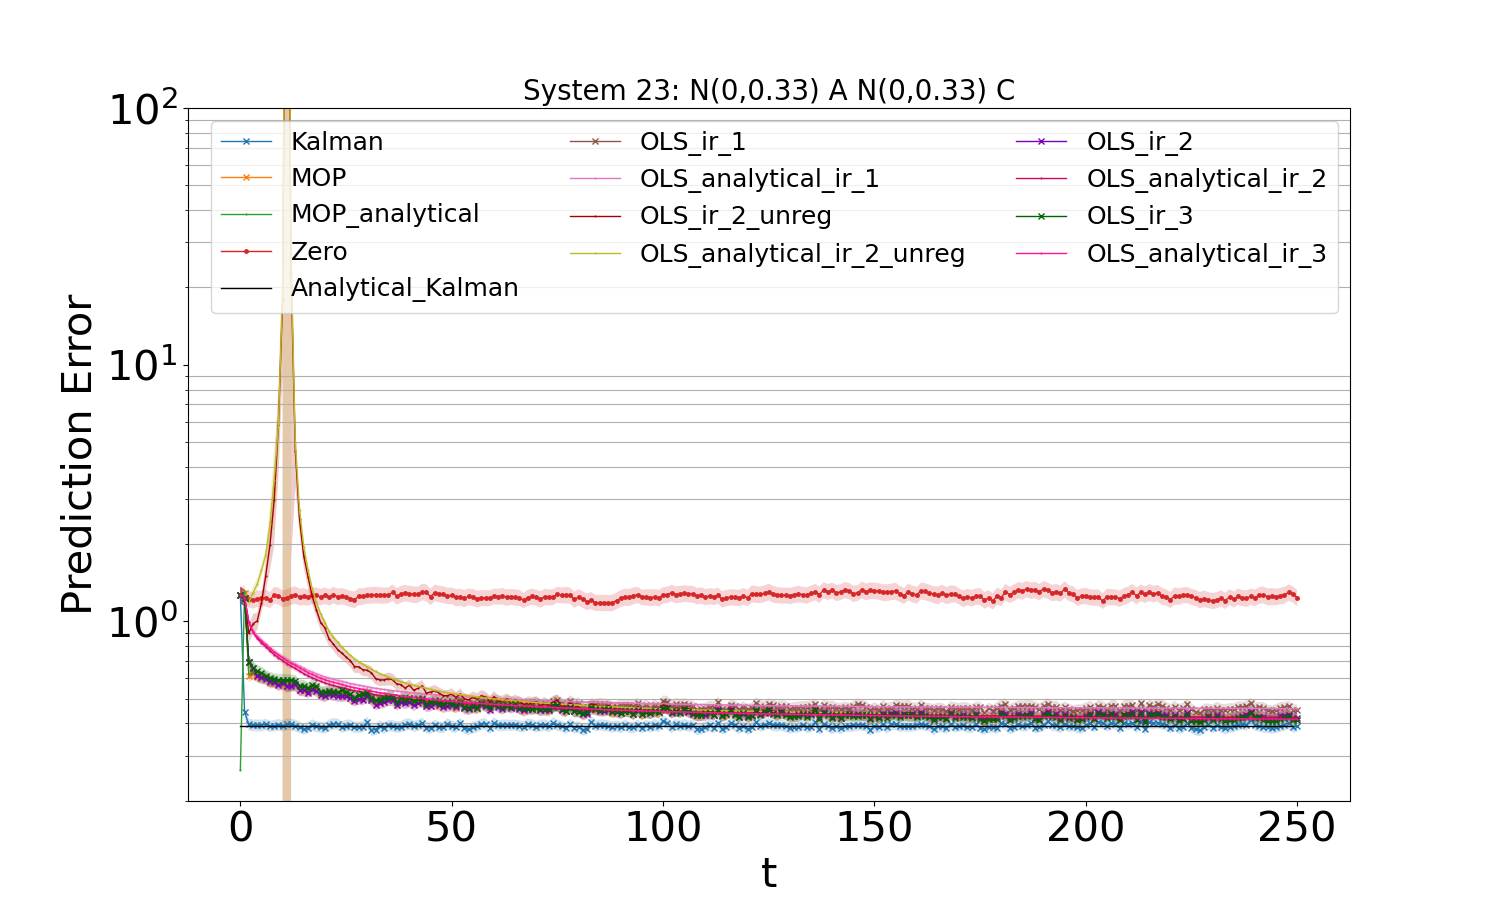 System 23: N(0,0.33) A N(0,0.33) C
10²
10¹
10⁰
Prediction Error
Kalman
MOP
MOP_analytical
Zero
Analytical_Kalman
OLS_ir_1
OLS_analytical_ir_1
OLS_ir_2_unreg
OLS_analytical_ir_2_unreg
OLS_ir_2
OLS_analytical_ir_2
OLS_ir_3
OLS_analytical_ir_3
0 50 100 150 200 250
t